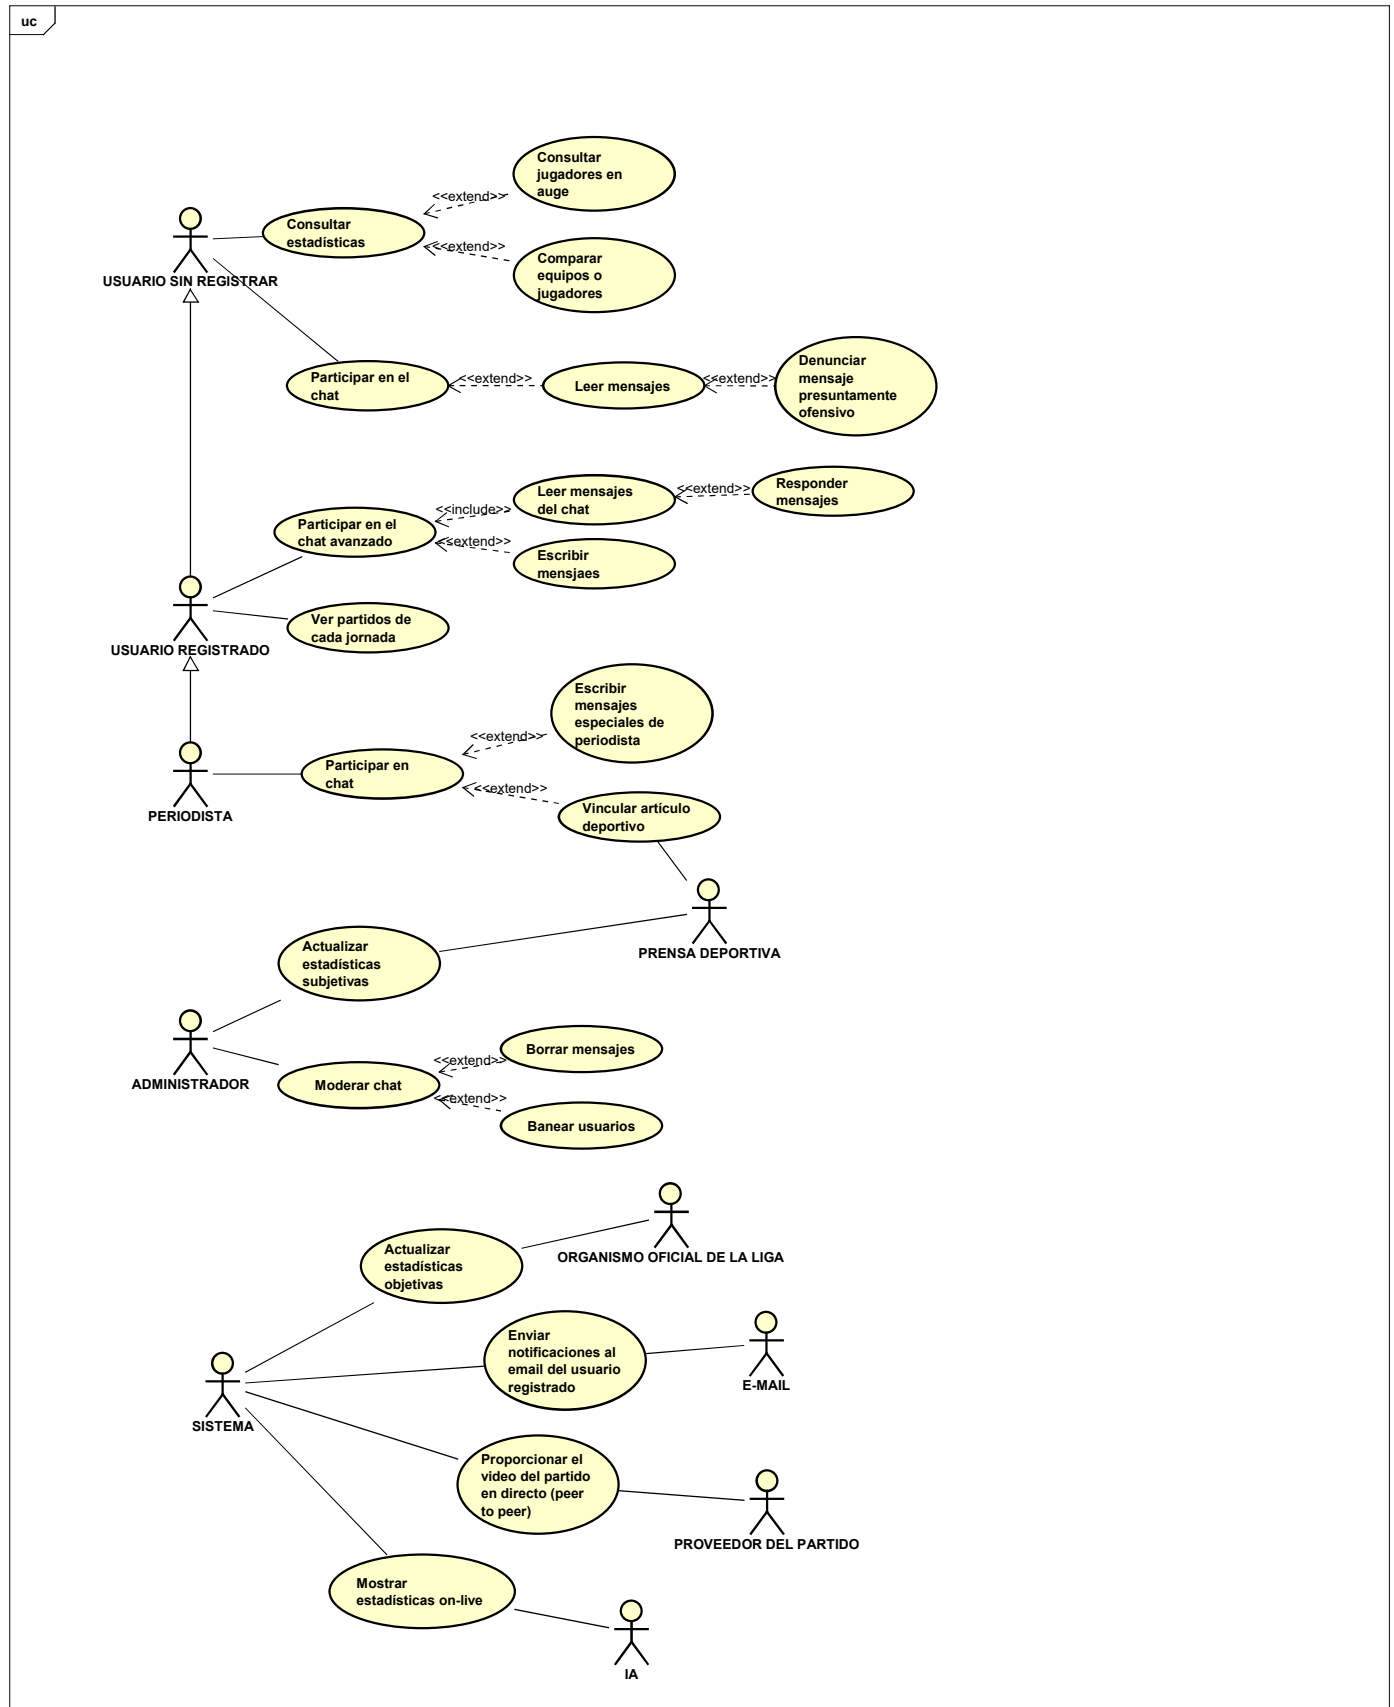 uc
Consultar
jugadores en
auge
<<extend>>
Consultar
estadísticas
<<extend>>
Comparar
equipos o
jugadores
USUARIO SIN REGISTRAR
Participar en el
chat
<<extend>>
Leer mensajes
<<extend>>
Denunciar
mensaje
presuntamente
ofensivo
Participar en el
chat avanzado
<<include>>
Leer mensajes
del chat
<<extend>>
Responder
mensajes
<<extend>>
Escribir
mensjaes
Ver partidos de
cada jornada
USUARIO REGISTRADO
Escribir
mensajes
especiales de
periodista
<<extend>>
Participar en
chat
<<extend>>
Vincular artículo
deportivo
PERIODISTA
PRENSA DEPORTIVA
Actualizar
estadísticas
subjetivas
ADMINISTRADOR
Moderar chat
<<extend>>
Borrar mensajes
<<extend>>
Banear usuarios
ORGANISMO OFICIAL DE LA LIGA
Actualizar
estadísticas
objetivas
Enviar
notificaciones al
email del usuario
registrado
E-MAIL
SISTEMA
Proporcionar el
video del partido
en directo (peer
to peer)
PROVEEDOR DEL PARTIDO
Mostrar
estadísticas on-live
IA